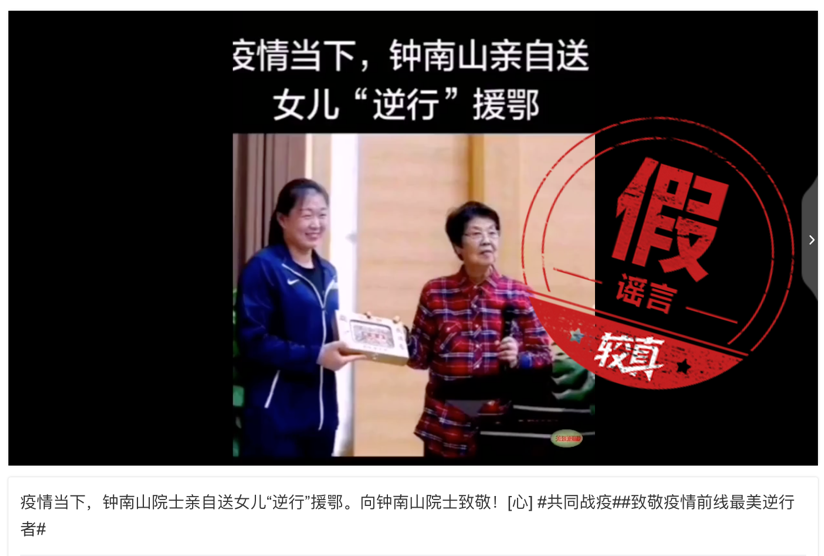 疫情当下，钟南山亲自送
女儿“逆行”援鄂
假
谣言
较真
疫情当下，钟南山院士亲自送女儿“逆行”援鄂。向钟南山院士致敬！[心] #共同战疫##致敬疫情前线最美逆行
者#